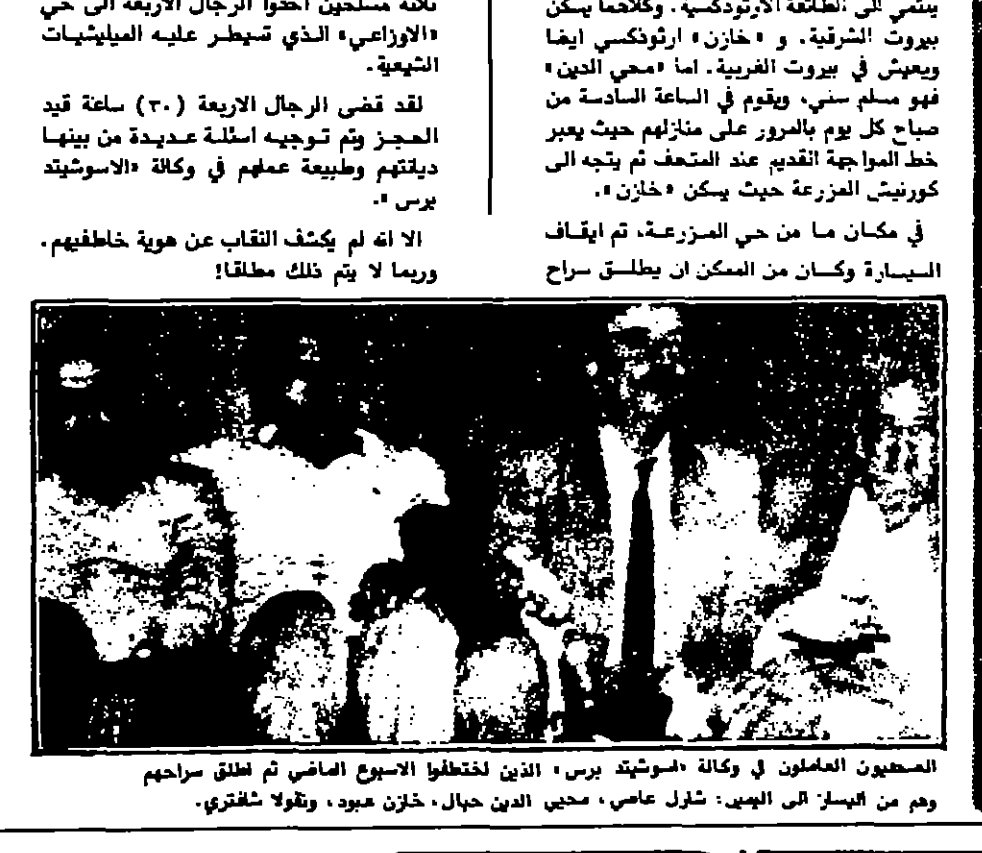 ينتمي الى الطائفة الارثوذكسية. وكلاهما يسكن
بيروت الشرقية. و «خازن» ارثوذكسي ايضا
ويعيش في بيروت الغربية. اما «محي الدين»
فهو مسلم سني، ويقوم في الساعة السادسة من
صباح كل يوم بالمرور على منازلهم حيث يعبر
خط المواجهة القديم عند المتحف ثم يتجه الى
كورنيش المزرعة حيث يسكن «خازن».
في مكان ما من حي المزرعة، تم ايقاف
السيارة وكان من الممكن ان يطلق سراح
ثلاثة مسلحين اخذوا الرجال الاربعة الى حي
«الاوزاعي» الذي تسيطر عليه الميليشيات
الشيعية.
لقد قضى الرجال الاربعة (٣٠) ساعة قيد
الحجز وتم توجيه اسئلة عديدة من بينها
ديانتهم وطبيعة عملهم في وكالة «الاسوشيتد
برس».
الا انه لم يكشف النقاب عن هوية خاطفيهم.
وربما لا يتم ذلك مطلقا!
الصحفيون العاملون في وكالة «اسوشيتد برس» الذين اختطفوا الاسبوع الماضي ثم اطلق سراحهم
وهم من اليسار الى اليمين: شارل عاصي، محيي الدين حبال، خازن عبود، ونقولا شافتري.